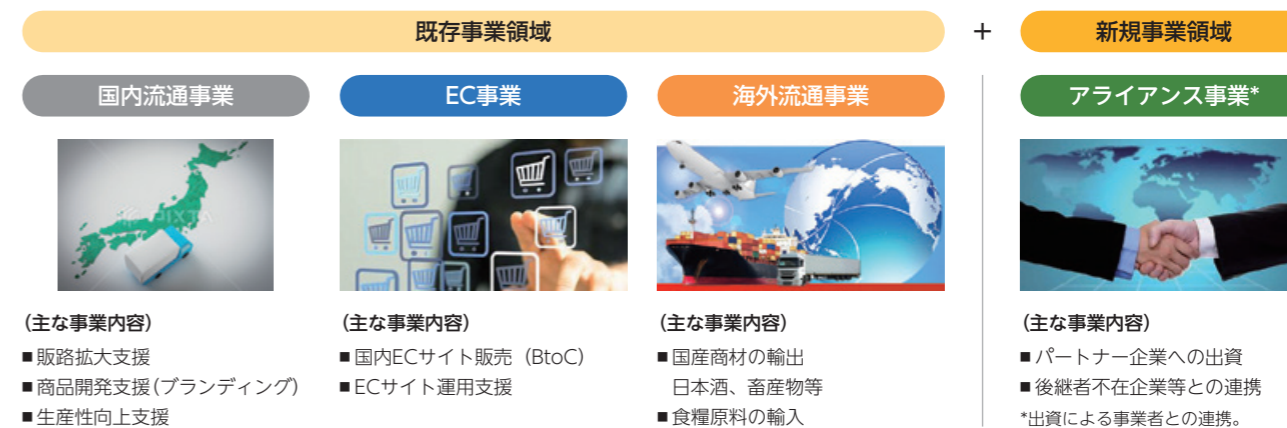 既存事業領域
+
新規事業領域
国内流通事業
EC事業
海外流通事業
アライアンス事業*
PIXTA
(主な事業内容)
■販路拡大支援
■商品開発支援(ブランディング)
■生産性向上支援
(主な事業内容)
■国内ECサイト販売(BtoC)
■ECサイト運用支援
(主な事業内容)
■国産商材の輸出
日本酒、畜産物等
■食糧原料の輸入
(主な事業内容)
■パートナー企業への出資
■後継者不在企業等との連携
*出資による事業者との連携。